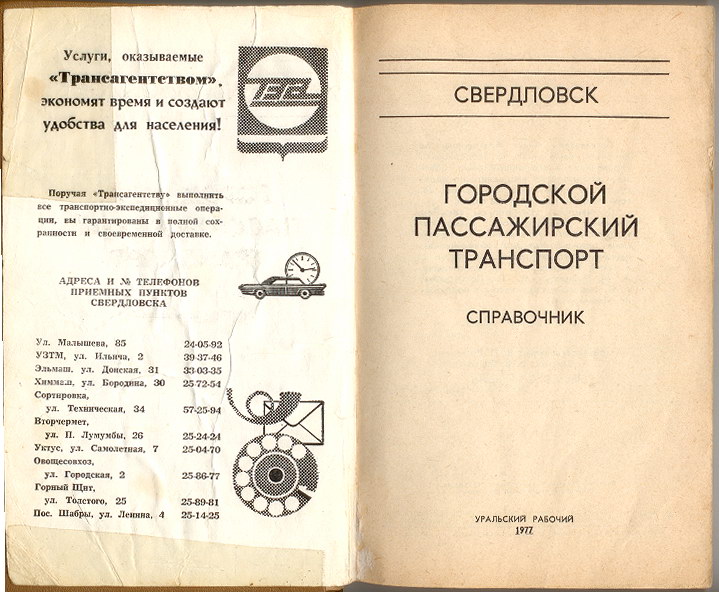 Услуги, оказываемые
«Трансагентством»,
экономят время и создают
удобства для населения!
Поручая «Трансагентству» выполнить
все транспортно-экспедиционные опера-
ции, вы гарантированы в полной сох-
ранности и своевременной доставке.
АДРЕСА И № ТЕЛЕФОНОВ
ПРИЕМНЫХ ПУНКТОВ
СВЕРДЛОВСКА
Ул. Малышева, 85 24-05-92
УЗТМ, ул. Ильича, 2 39-37-46
Эльмаш, ул. Донская, 31 33-03-35
Химмаш, ул. Бородина, 30 25-72-54
Сортировка,
ул. Техническая, 34 57-25-94
Вторчермет,
ул. П. Лумумбы, 26 25-24-24
Уктус, ул. Самолетная, 7 25-04-70
Овощесовхоз,
ул. Городская, 2 25-86-77
Горный Щит,
ул. Толстого, 25 25-89-81
Пос. Шабры, ул. Ленина, 4 25-14-25
СВЕРДЛОВСК
ГОРОДСКОЙ
ПАССАЖИРСКИЙ
ТРАНСПОРТ
СПРАВОЧНИК
УРАЛЬСКИЙ РАБОЧИЙ
1977